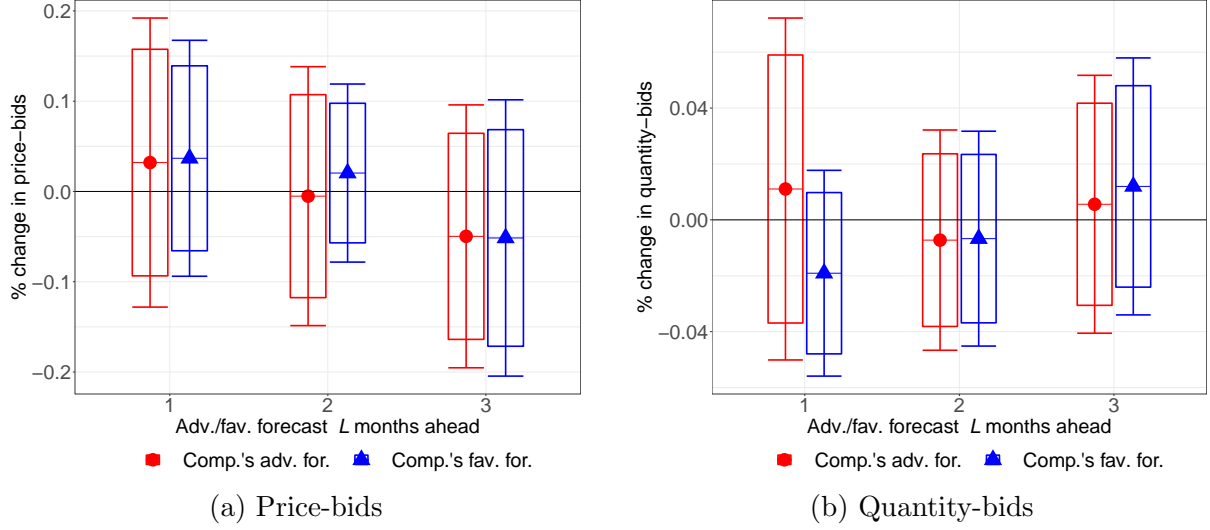 % change in price−bids
0.2
0.1
0.0
−0.1
−0.2
1 2 3
Adv./fav. forecast L months ahead
Comp.'s adv. for. Comp.'s fav. for.
(a) Price-bids
% change in quantity−bids
0.04
0.00
−0.04
1 2 3
Adv./fav. forecast L months ahead
Comp.'s adv. for. Comp.'s fav. for.
(b) Quantity-bids